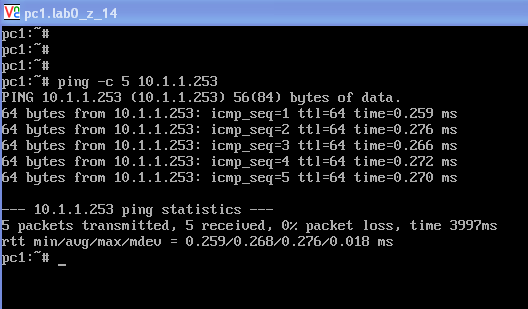 pc1.lab0_z_14
pc1:~#
pc1:~#
pc1:~#
pc1:~# ping -c 5 10.1.1.253
PING 10.1.1.253 (10.1.1.253) 56(84) bytes of data.
64 bytes from 10.1.1.253: icmp_seq=1 ttl=64 time=0.259 ms
64 bytes from 10.1.1.253: icmp_seq=2 ttl=64 time=0.276 ms
64 bytes from 10.1.1.253: icmp_seq=3 ttl=64 time=0.266 ms
64 bytes from 10.1.1.253: icmp_seq=4 ttl=64 time=0.272 ms
64 bytes from 10.1.1.253: icmp_seq=5 ttl=64 time=0.270 ms

--- 10.1.1.253 ping statistics ---
5 packets transmitted, 5 received, 0% packet loss, time 3997ms
rtt min/avg/max/mdev = 0.259/0.268/0.276/0.018 ms
pc1:~# _